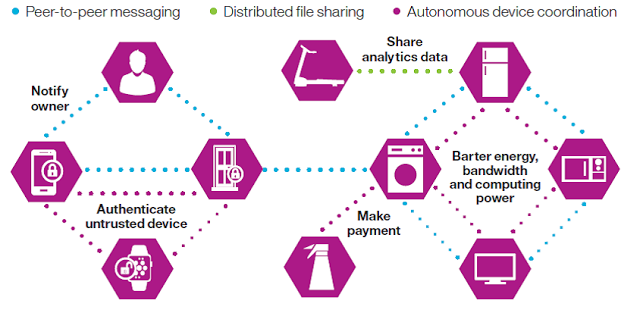 Peer-to-peer messaging
Distributed file sharing
Autonomous device coordination
Share
analytics data
Notify
owner
Barter energy,
bandwidth
and computing
power
Authenticate
untrusted device
Make
payment